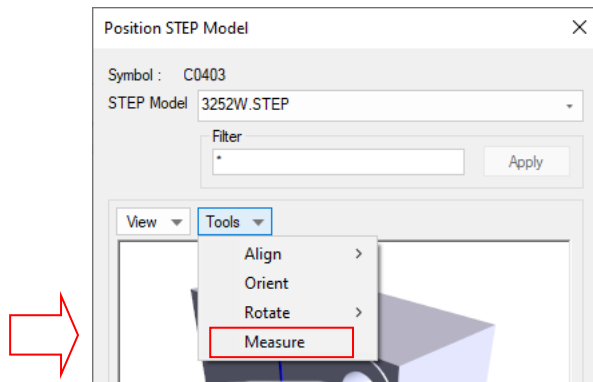 Position STEP Model
Symbol : C0403
STEP Model 3252W.STEP
Filter
*
Apply
View Tools
Align
Orient
Rotate
Measure